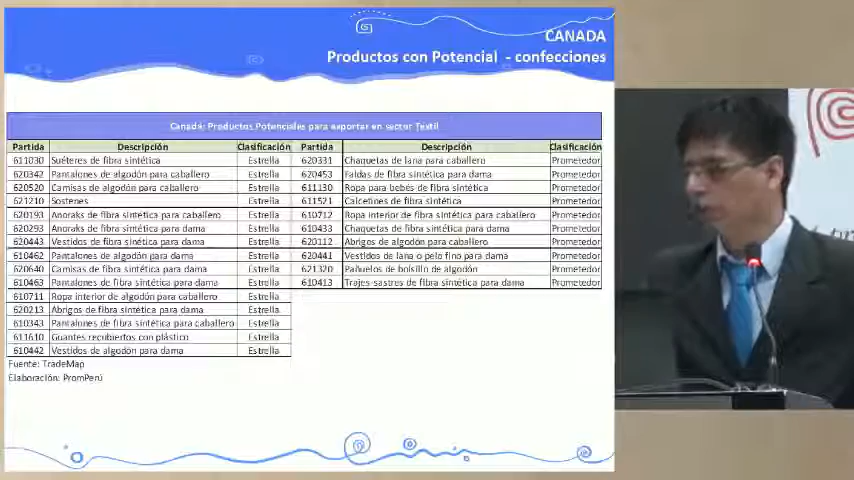 CANADA
Productos con Potencial - confecciones
Canadá: Productos Potenciales para exportar en sector Textil
Partida Descripción Clasificación Partida Descripción Clasificación
611030 Suéteres de fibra sintética Estrella 620331 Chaquetas de lana para caballero Prometedor
620342 Pantalones de algodón para caballero Estrella 620453 Faldas de fibra sintética para dama Prometedor
620520 Camisas de algodón para caballero Estrella 611130 Ropa para bebés de fibra sintética Prometedor
621210 Sostenes Estrella 611521 Calcetines de fibra sintética Prometedor
620193 Anoraks de fibra sintética para caballero Estrella 610712 Ropa interior de fibra sintética para caballero Prometedor
620293 Anoraks de fibra sintética para dama Estrella 610433 Chaquetas de fibra sintética para dama Prometedor
620443 Vestidos de fibra sinética para dama Estrella 620112 Abrigos de algodón para caballero Prometedor
610462 Pantalones de algodón para dama Estrella 620441 Vestidos de lana o pelo fino para dama Prometedor
620640 Camisas de fibra sintética para dama Estrella 621320 Pañuelos de bolsillo de algodón Prometedor
610463 Pantalones de fibra sintética para dama Estrella 610413 Trajes-sastres de fibra sintética para dama Prometedor
610711 Ropa interior de algodón para caballero Estrella
620213 Abrigos de fibra sintética para dama Estrella
610343 Pantalones de fibra sintética para caballero Estrella
611610 Guantes recubiertos con plástico Estrella
610442 Vestidos de algodón para dama Estrella
Fuente: TradeMap
Elaboración: PromPerú